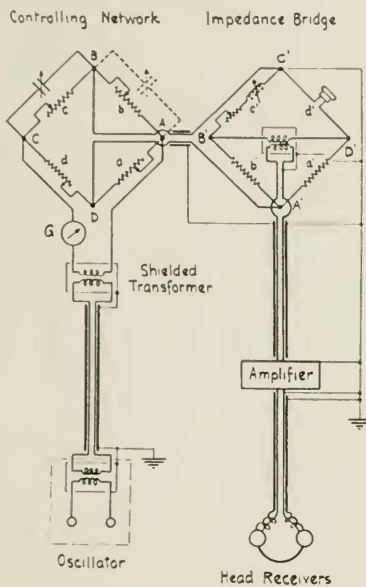 Controlling Network
Impedance Bridge
B
C'
c
b
A
c'
d'
C
B'
D'
d
a
b'
a'
D
A'
G
Shielded
Transformer
Amplifier
Oscillator
Head Receivers